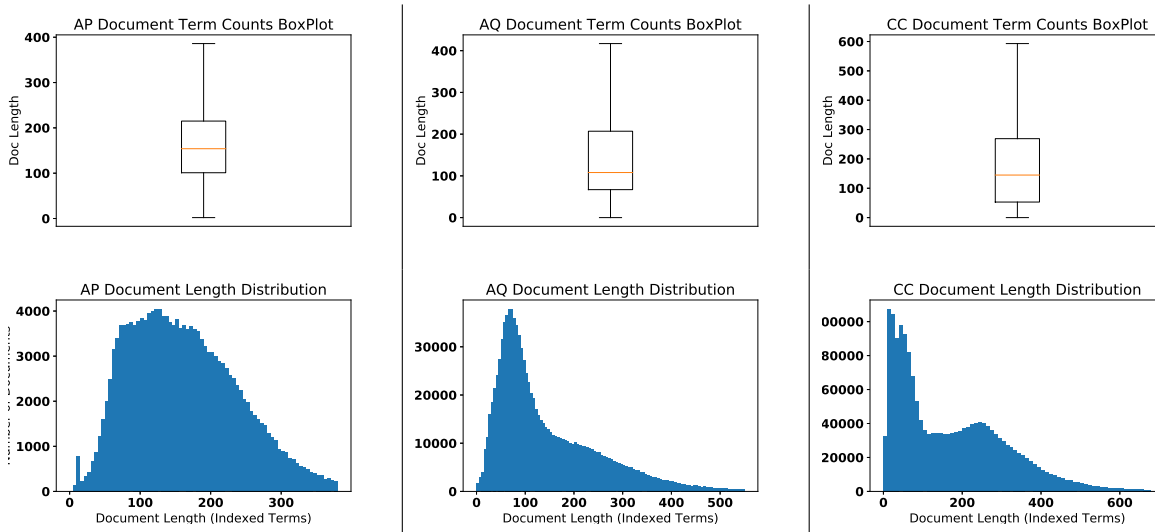 AP Document Term Counts BoxPlot
400
300
200
100
0
Doc Length
AQ Document Term Counts BoxPlot
400
300
200
100
0
Doc Length
CC Document Term Counts BoxPlot
600
500
400
300
200
100
0
Doc Length
AP Document Length Distribution
4000
3000
2000
1000
0
0 100 200 300
Document Length (Indexed Terms)
AQ Document Length Distribution
30000
20000
10000
0
0 100 200 300 400 500
Document Length (Indexed Terms)
CC Document Length Distribution
00000
80000
60000
40000
20000
0
0 200 400 600
Document Length (Indexed Terms)